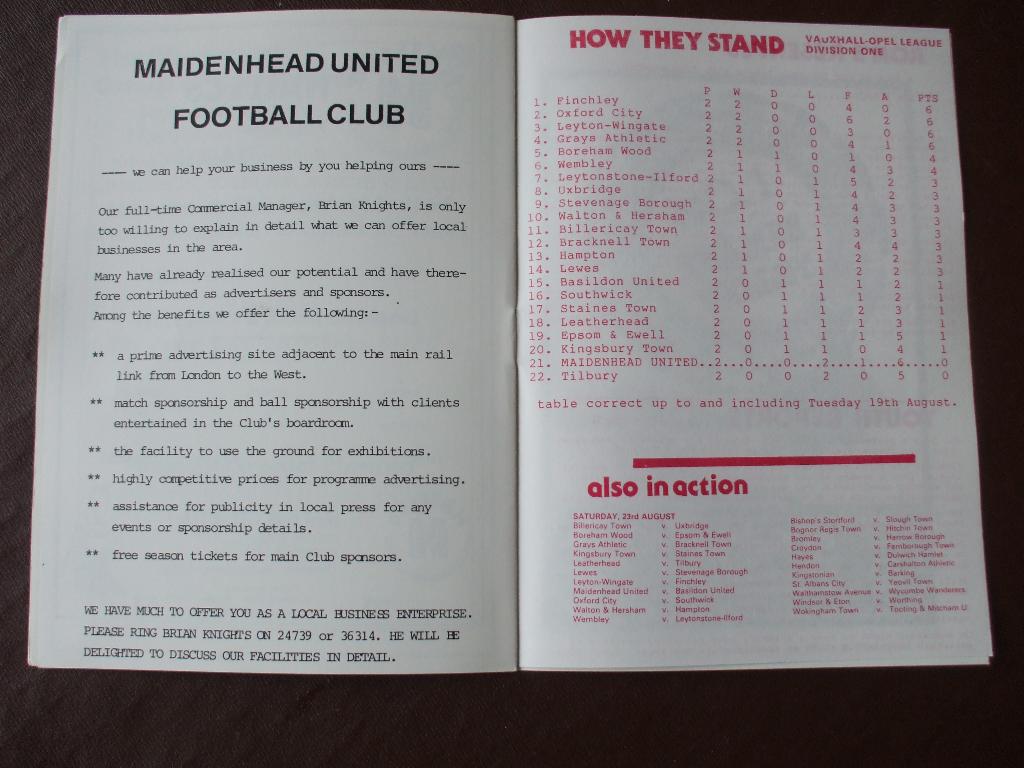 MAIDENHEAD UNITED
FOOTBALL CLUB
---- we can help your business by you helping ours ----
Our full-time Commercial Manager, Brian Knights, is only
too willing to explain in detail what we can offer local
businesses in the area.
Many have already realised our potential and have there-
fore contributed as advertisers and sponsors.
Among the benefits we offer the following:-
** a prime advertising site adjacent to the main rail
link from London to the West.
** match sponsorship and ball sponsorship with clients
entertained in the Club's boardroom.
** the facility to use the ground for exhibitions.
** highly competitive prices for programme advertising.
** assistance for publicity in local press for any
events or sponsorship details.
** free season tickets for main Club sponsors.
WE HAVE MUCH TO OFFER YOU AS A LOCAL BUSINESS ENTERPRISE.
PLEASE RING BRIAN KNIGHTS ON 24739 or 36314. HE WILL BE
DELIGHTED TO DISCUSS OUR FACILITIES IN DETAIL.
HOW THEY STAND
VAUXHALL-OPEL LEAGUE
DIVISION ONE
P W D L F A PTS
1. Finchley 2 2 0 0 4 0 6
2. Oxford City 2 2 0 0 6 2 6
3. Leyton-Wingate 2 2 0 0 3 0 6
4. Grays Athletic 2 2 0 0 4 1 6
5. Boreham Wood 2 1 1 0 1 0 4
6. Wembley 2 1 1 0 4 3 4
7. Leytonstone-Ilford 2 1 0 1 5 2 3
8. Uxbridge 2 1 0 1 4 2 3
9. Stevenage Borough 2 1 0 1 4 3 3
10. Walton & Hersham 2 1 0 1 4 3 3
11. Billericay Town 2 1 0 1 3 3 3
12. Bracknell Town 2 1 0 1 4 4 3
13. Hampton 2 1 0 1 2 2 3
14. Lewes 2 1 0 1 2 2 3
15. Basildon United 2 0 1 1 1 2 1
16. Southwick 2 0 1 1 1 2 1
17. Staines Town 2 0 1 1 2 3 1
18. Leatherhead 2 0 1 1 1 3 1
19. Epsom & Ewell 2 0 1 1 1 5 1
20. Kingsbury Town 2 0 1 1 0 4 1
21. MAIDENHEAD UNITED..2...0....0....2....1....6.....0
22. Tilbury 2 0 0 2 0 5 0
table correct up to and including Tuesday 19th August.
also in action
SATURDAY, 23rd AUGUST
Billericay Town v. Uxbridge
Boreham Wood v. Epsom & Ewell
Grays Athletic v. Bracknell Town
Kingsbury Town v. Staines Town
Leatherhead v. Tilbury
Lewes v. Stevenage Borough
Leyton-Wingate v. Finchley
Maidenhead United v. Basildon United
Oxford City v. Southwick
Walton & Hersham v. Hampton
Wembley v. Leytonstone-Ilford
Bishop's Stortford v. Slough Town
Bognor Regis Town v. Hitchin Town
Bromley v. Harrow Borough
Croydon v. Farnborough Town
Hayes v. Dulwich Hamlet
Hendon v. Carshalton Athletic
Kingstonian v. Barking
St. Albans City v. Yeovil Town
Walthamstow Avenue v. Wycombe Wanderers
Windsor & Eton v. Worthing
Wokingham Town v. Tooting & Mitcham U